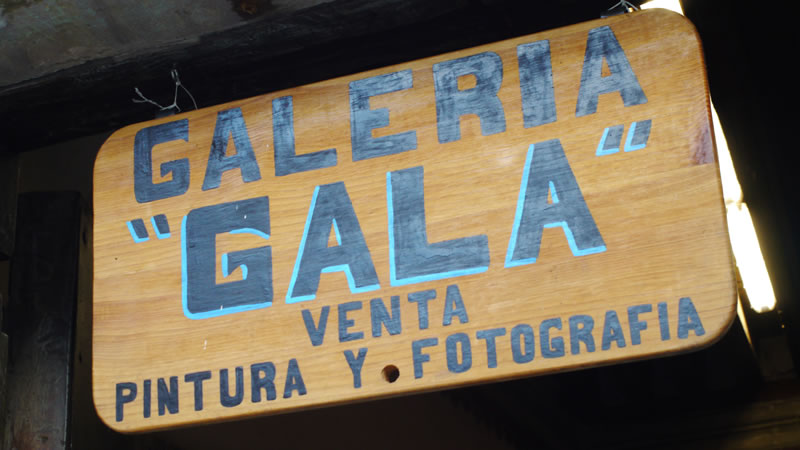 GALERIA
"GALA"
VENTA
PINTURA Y FOTOGRAFIA